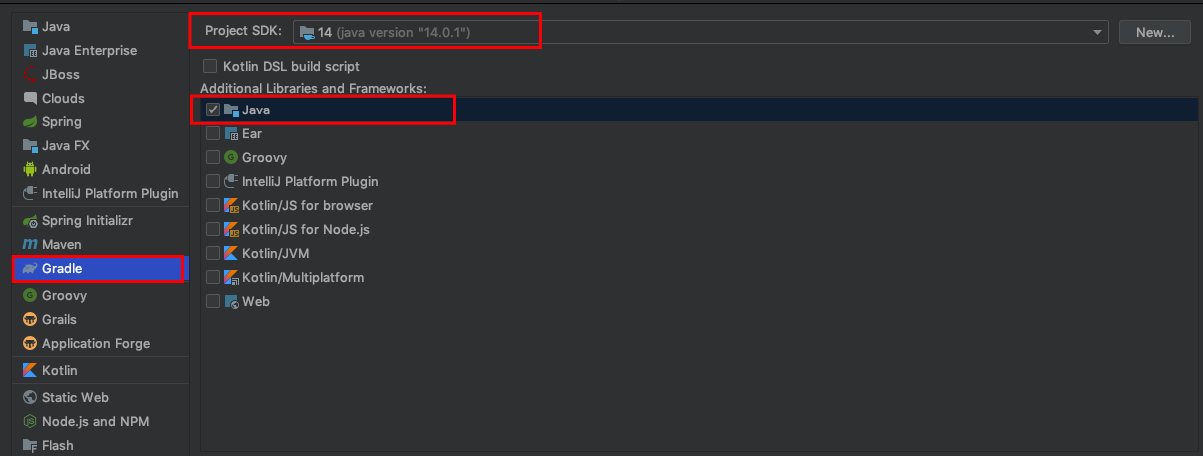 Java
Java Enterprise
JBoss
Clouds
Spring
Java FX
Android
IntelliJ Platform Plugin
Spring Initializr
Maven
Gradle
Groovy
Grails
Application Forge
Kotlin
Static Web
Node.js and NPM
Flash
Project SDK: 14 (java version "14.0.1") New...
Kotlin DSL build script
Additional Libraries and Frameworks:
Java
Ear
Groovy
IntelliJ Platform Plugin
Kotlin/JS for browser
Kotlin/JS for Node.js
Kotlin/JVM
Kotlin/Multiplatform
Web